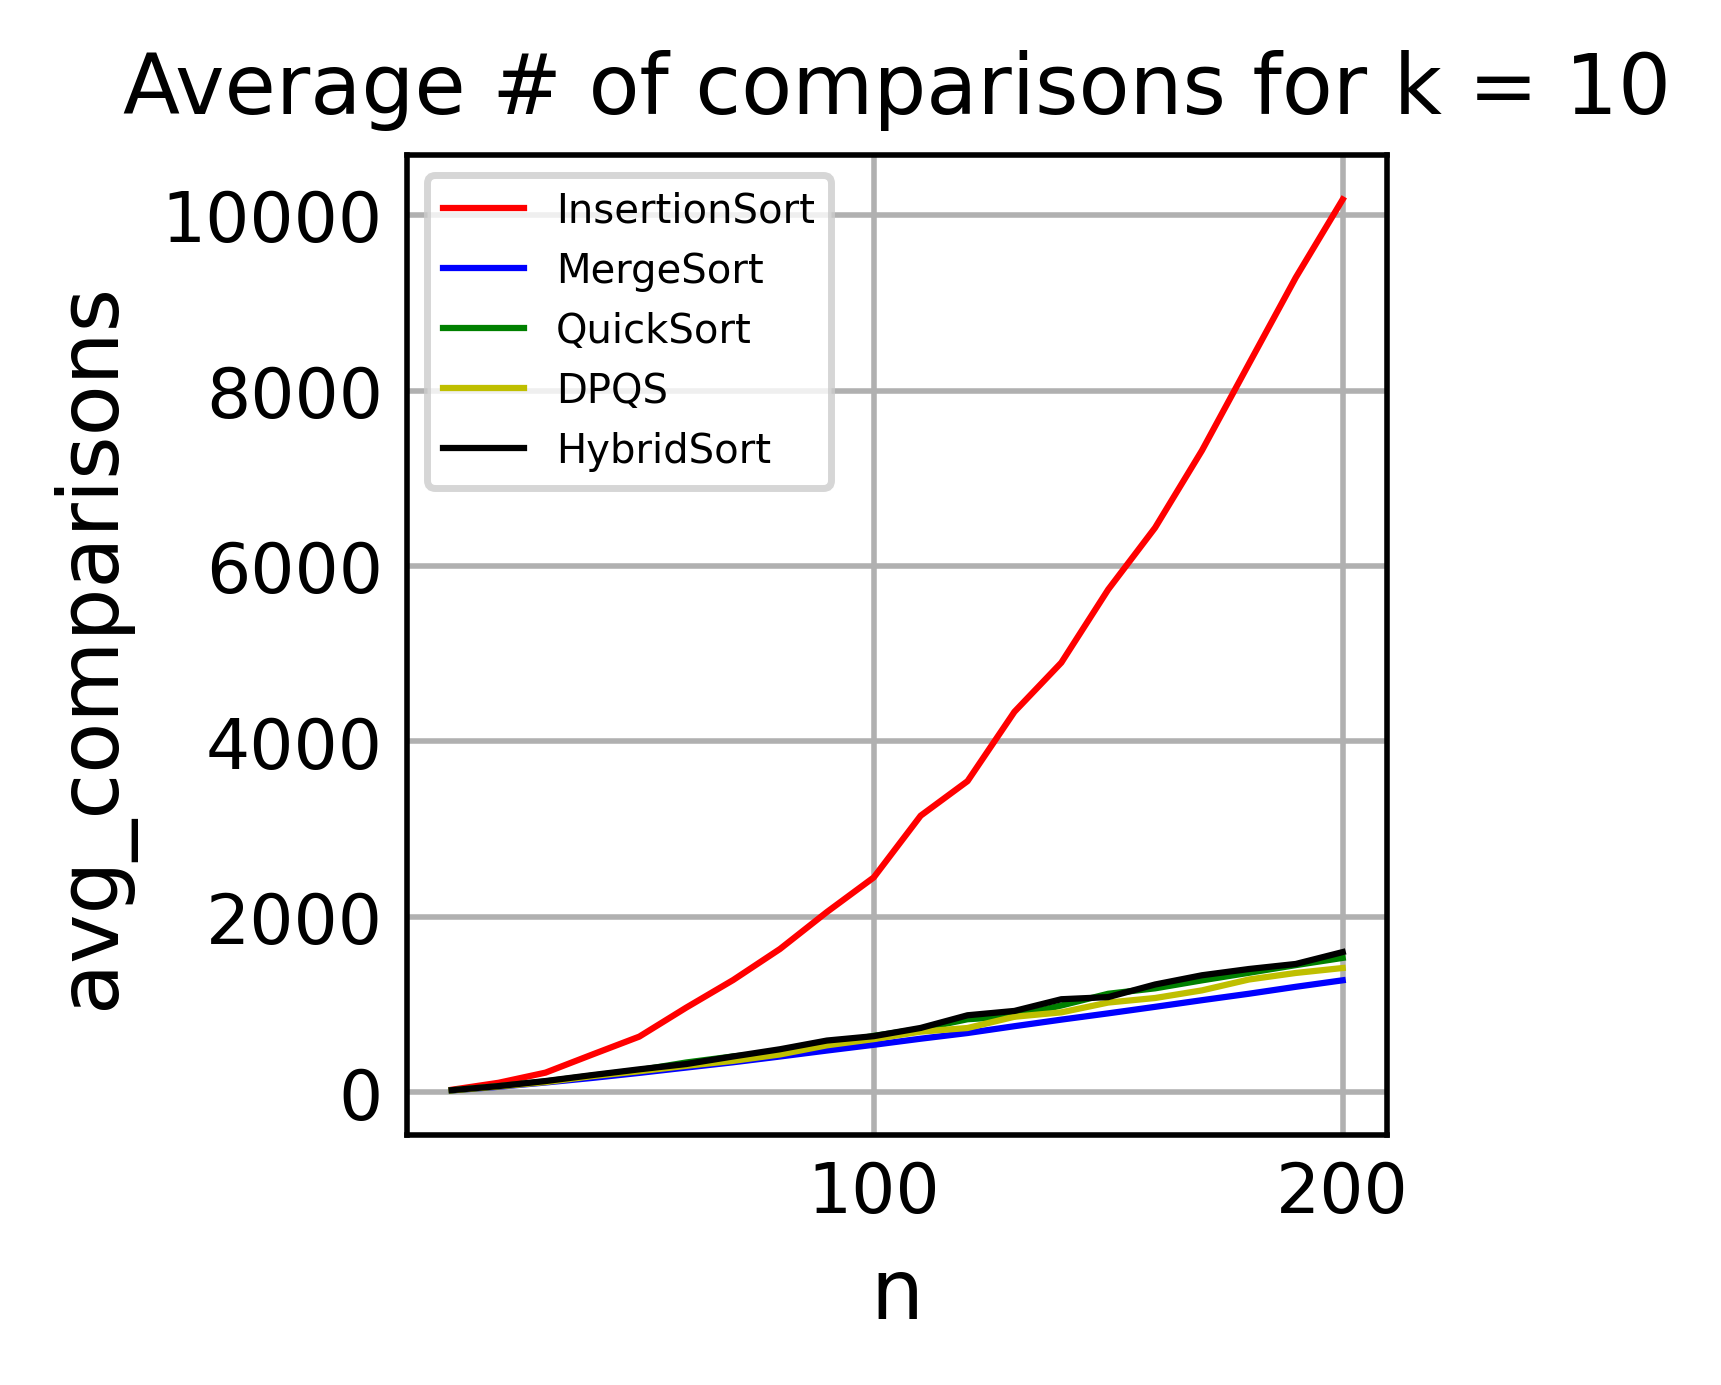 Average # of comparisons for k = 10
10000
8000
6000
4000
2000
0
avg_comparisons
InsertionSort
MergeSort
QuickSort
DPQS
HybridSort
100 200
n